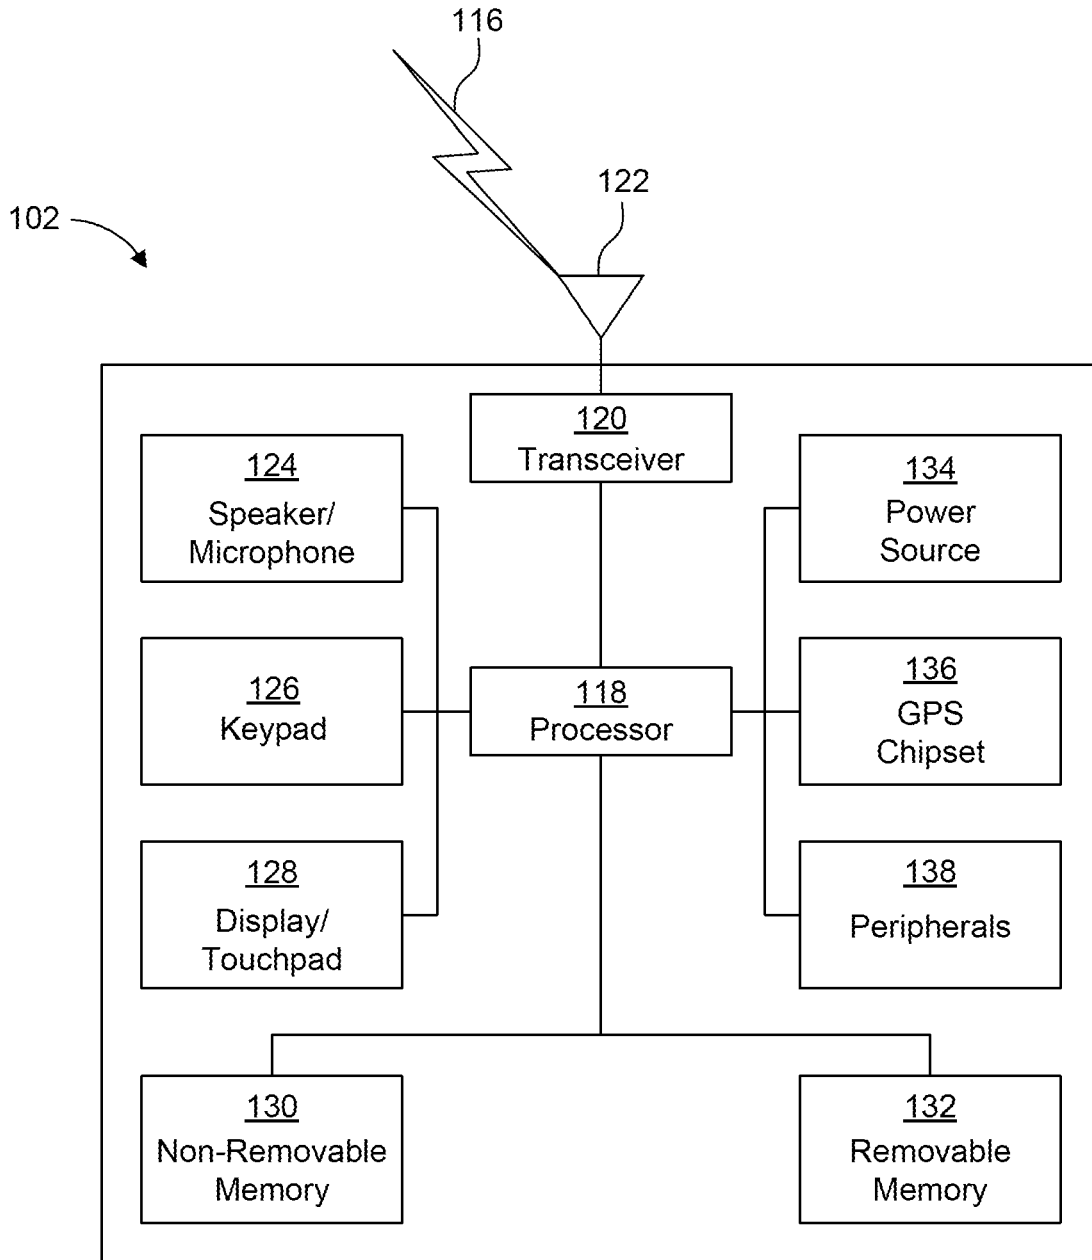 116
122
102
120
Transceiver
124
Speaker/
Microphone
134
Power
Source
126
Keypad
118
Processor
136
GPS
Chipset
128
Display/
Touchpad
138
Peripherals
130
Non-Removable
Memory
132
Removable
Memory